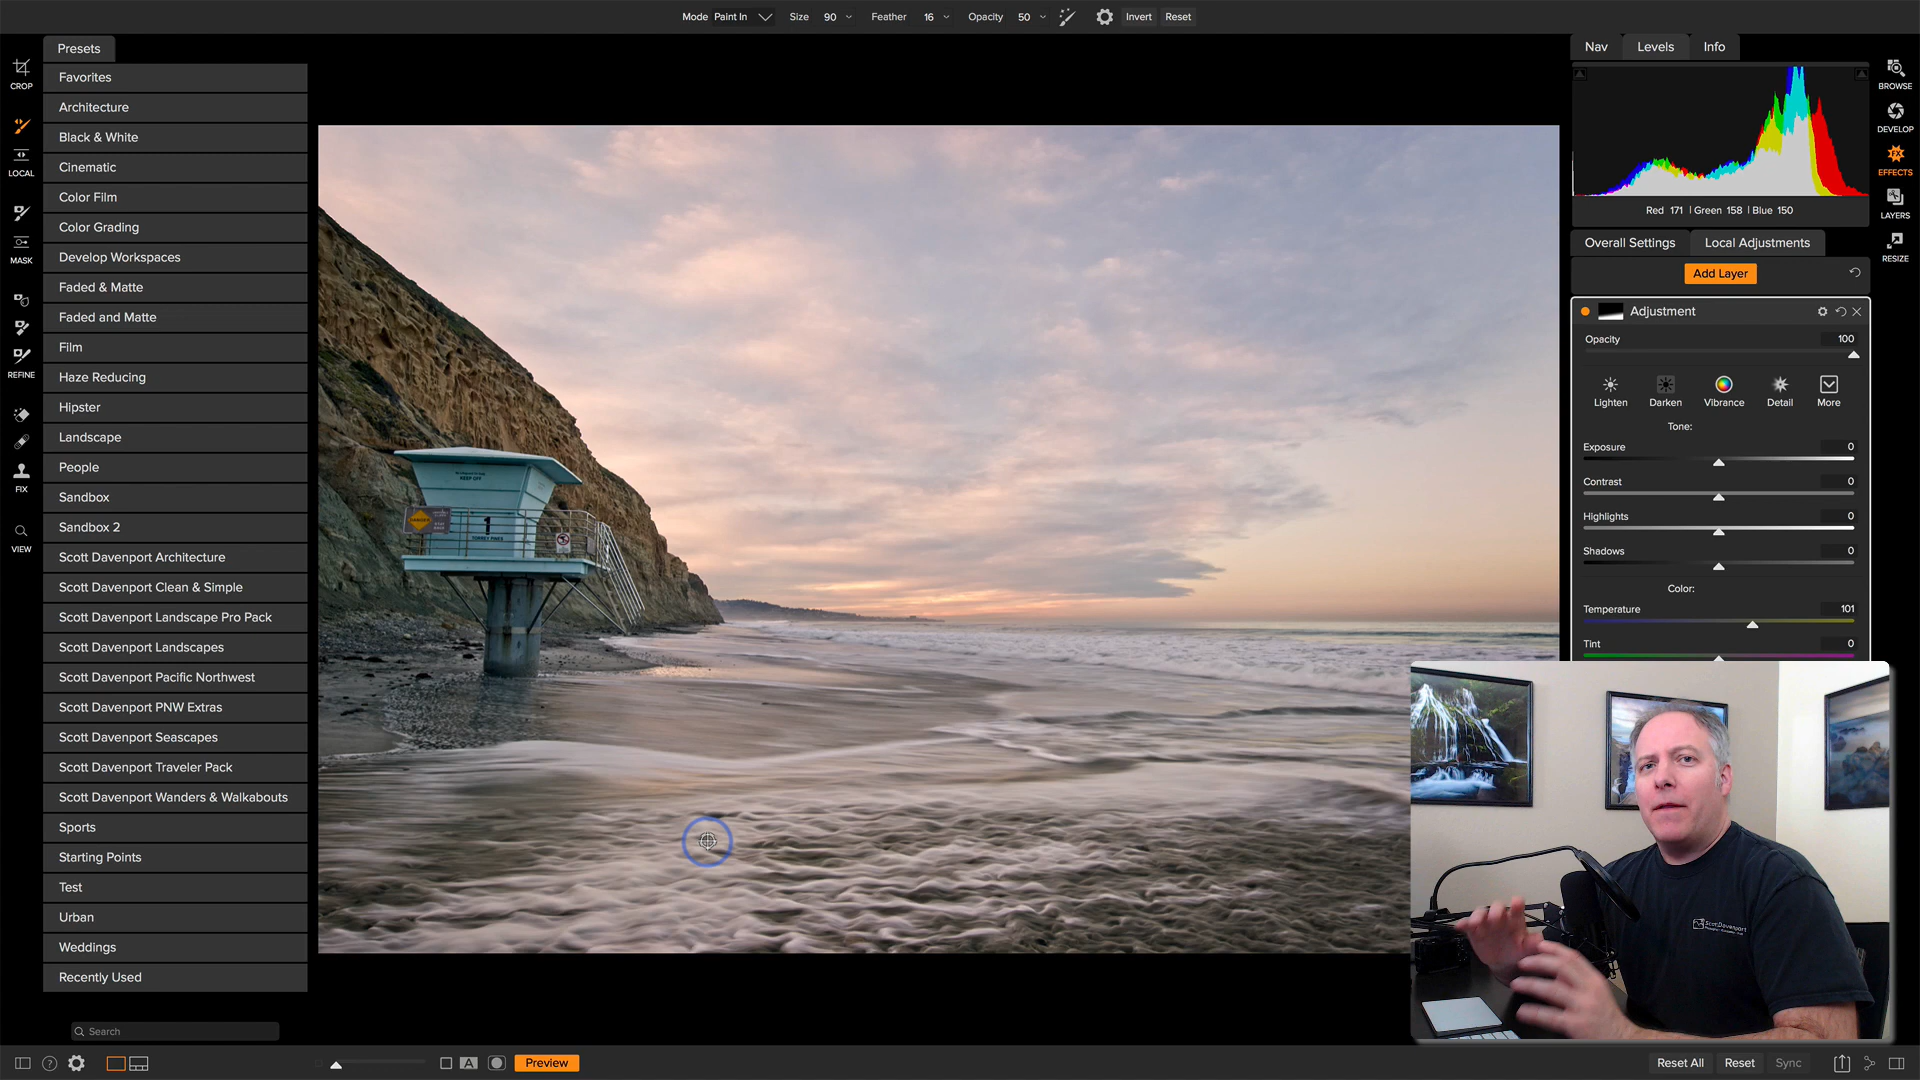 Mode Paint In Size 90 Feather 16 Opacity 50 Invert Reset
Presets
Favorites
Architecture
Black & White
Cinematic
Color Film
Color Grading
Develop Workspaces
Faded & Matte
Faded and Matte
Film
Haze Reducing
Hipster
Landscape
People
Sandbox
Sandbox 2
Scott Davenport Architecture
Scott Davenport Clean & Simple
Scott Davenport Landscape Pro Pack
Scott Davenport Landscapes
Scott Davenport Pacific Northwest
Scott Davenport PNW Extras
Scott Davenport Seascapes
Scott Davenport Traveler Pack
Scott Davenport Wanders & Walkabouts
Sports
Starting Points
Test
Urban
Weddings
Recently Used
Search
CROP
LOCAL
MASK
REFINE
FIX
VIEW
KEEP OFF
DANGER
1
TORREY PINES
Nav Levels Info
Red 171 | Green 158 | Blue 150
Overall Settings Local Adjustments
Add Layer
Adjustment
Opacity 100
Lighten Darken Vibrance Detail More
Tone:
Exposure 0
Contrast 0
Highlights 0
Shadows 0
Color:
Temperature 101
Tint 0
BROWSE
DEVELOP
FX
EFFECTS
LAYERS
RESIZE
ScottDavenport
? A Preview
Reset All Reset Sync